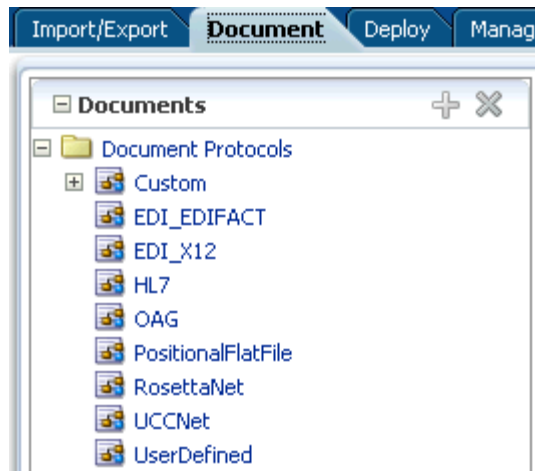 Import/Export Document Deploy Manag
Documents
Document Protocols
Custom
EDI_EDIFACT
EDI_X12
HL7
OAG
PositionalFlatFile
RosettaNet
UCCNet
UserDefined